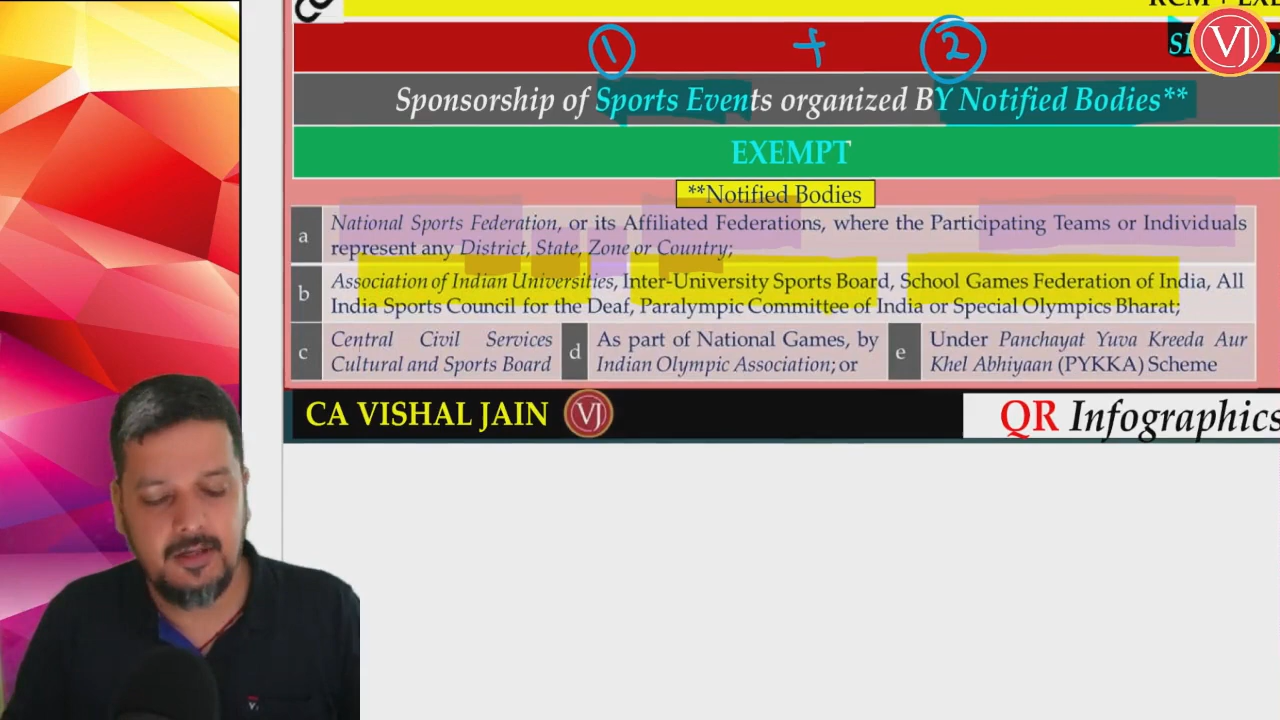 ① + ②
VJ
Sponsorship of Sports Events organized BY Notified Bodies**
EXEMPT
**Notified Bodies
a National Sports Federation, or its Affiliated Federations, where the Participating Teams or Individuals
represent any District, State, Zone or Country;
b Association of Indian Universities, Inter-University Sports Board, School Games Federation of India, All
India Sports Council for the Deaf, Paralympic Committee of India or Special Olympics Bharat;
c Central Civil Services
Cultural and Sports Board
d As part of National Games, by
Indian Olympic Association; or
e Under Panchayat Yuva Kreeda Aur
Khel Abhiyaan (PYKKA) Scheme
CA VISHAL JAIN VJ
QR Infographics